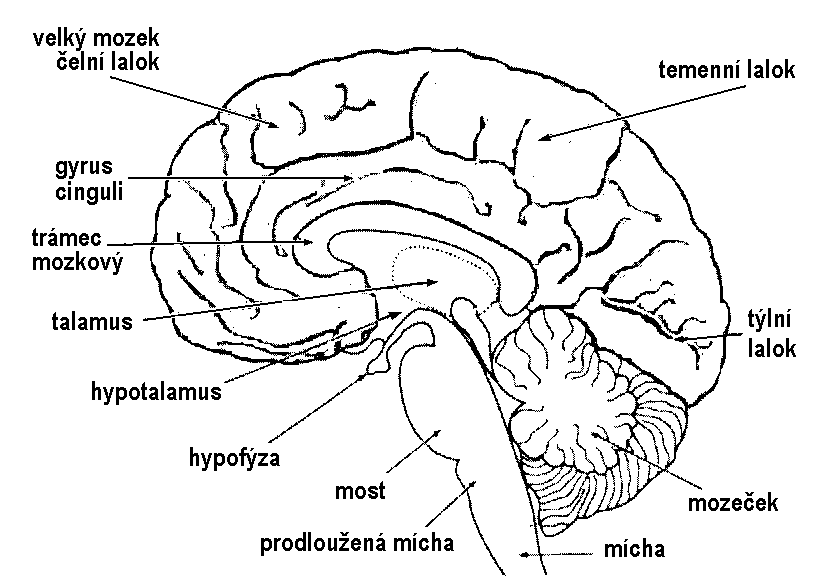 velký mozek
čelní lalok
temenní lalok
gyrus
cinguli
trámec
mozkový
talamus
týlní
lalok
hypotalamus
hypofýza
most
mozeček
prodloužená mícha
mícha